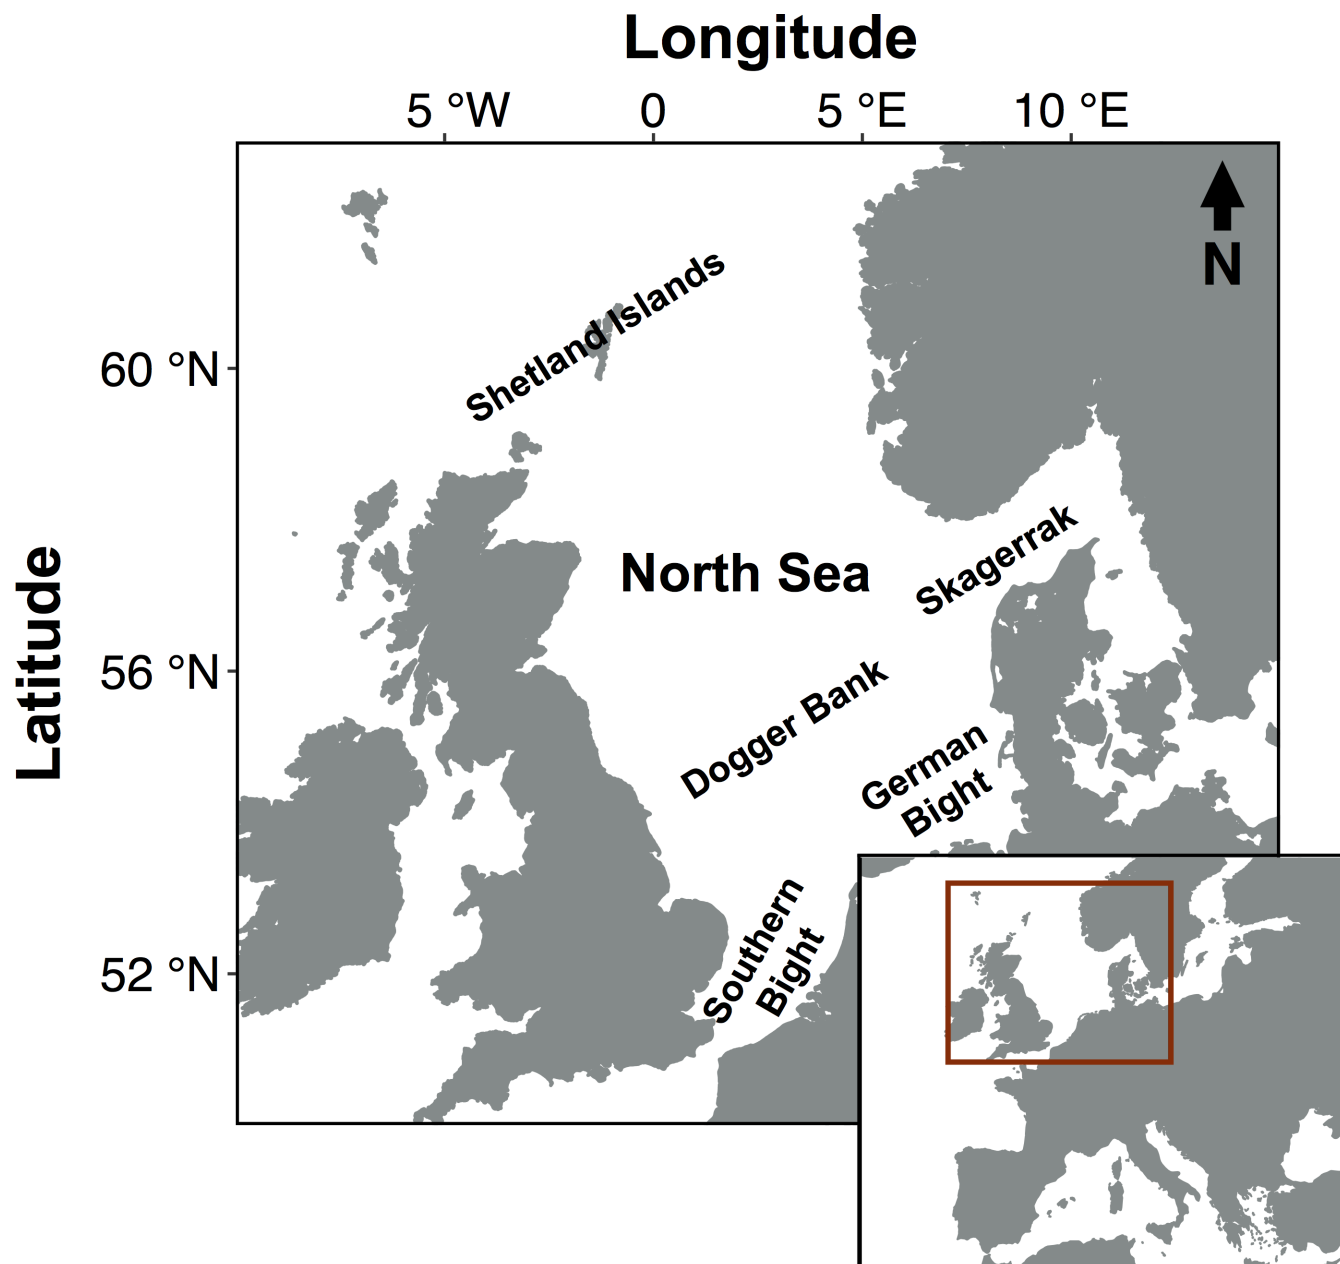 Longitude
5 °W 0 5 °E 10 °E
N
Shetland Islands
60 °N
Skagerrak
North Sea
Latitude
56 °N
Dogger Bank
German
Bight
Southern
Bight
52 °N